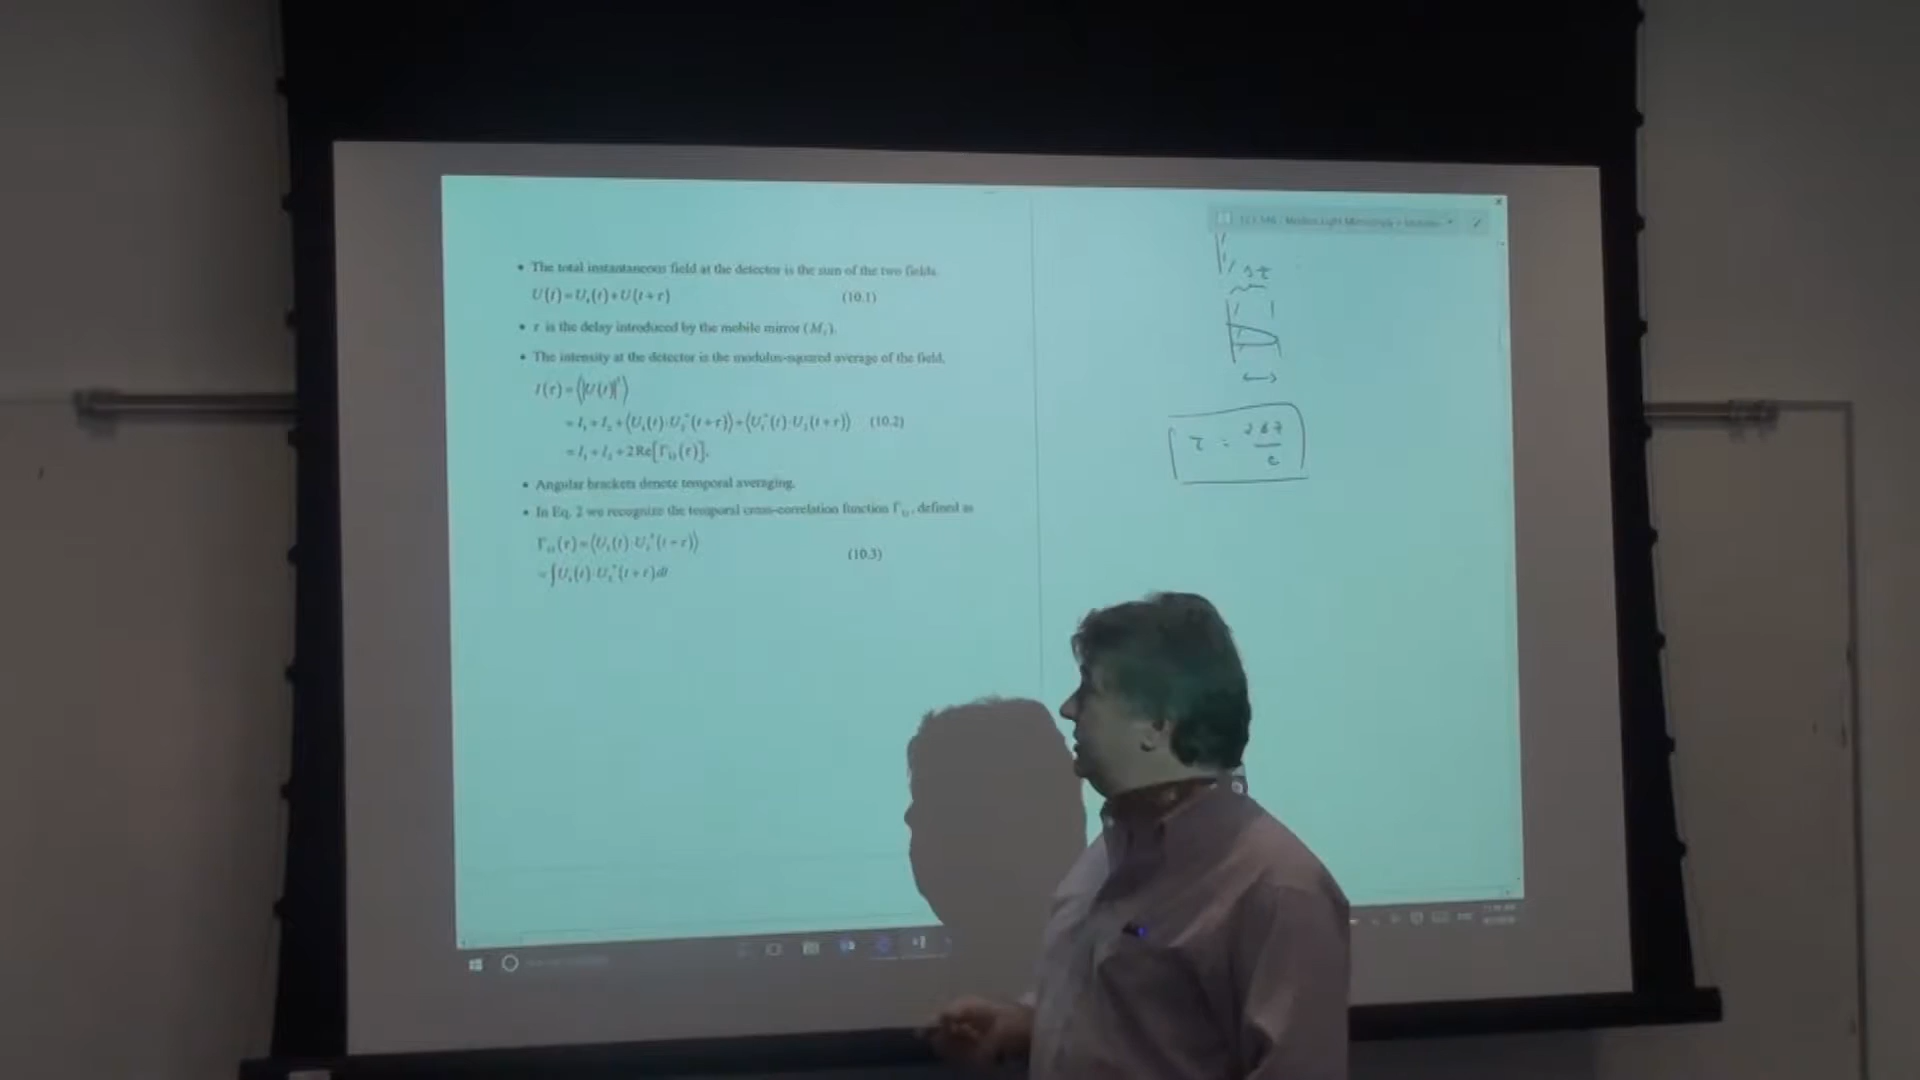 • The total instantaneous field at the detector is the sum of the two fields.
U(t)=U₁(t)+U(t+τ) (10.1)
• τ is the delay introduced by the mobile mirror (M₂).
• The intensity at the detector is the modulus-squared average of the field.
I(τ)=⟨|U(t)|²⟩
=I₁+I₂+⟨U₁(t)·U₂*(t+τ)⟩+⟨U₁*(t)·U₂(t+τ)⟩ (10.2)
=I₁+I₂+2Re[Γ₁₂(τ)].
• Angular brackets denote temporal averaging.
• In Eq. 2 we recognize the temporal cross-correlation function Γ₁₂, defined as
Γ₁₂(τ)=⟨U₁(t)·U₂*(t+τ)⟩
(10.3)
=∫U₁(t)·U₂*(t+τ)dt
Modern Light Microscopy
τ =
c